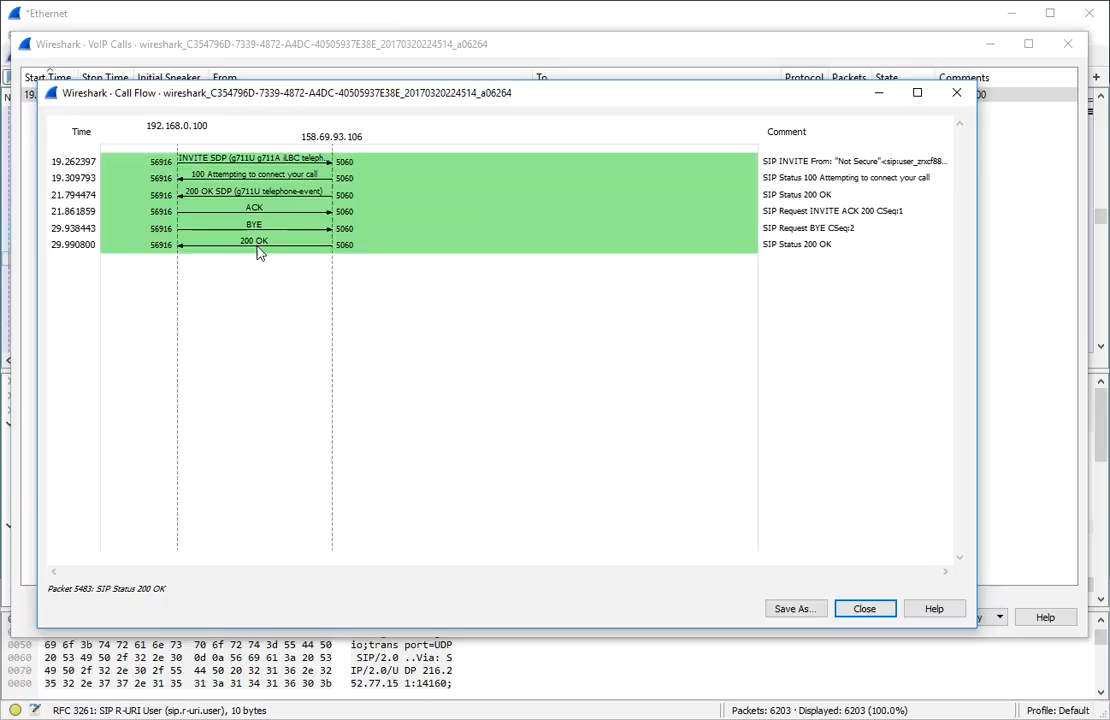 *Ethernet
Wireshark · VoIP Calls · wireshark_C354796D-7339-4872-A4DC-40505937E38E_20170320224514_a06264
Start Time Stop Time Initial Speaker From To Protocol Packets State Comments
19.
Wireshark · Call Flow · wireshark_C354796D-7339-4872-A4DC-40505937E38E_20170320224514_a06264
Time 192.168.0.100 158.69.93.106 Comment
19.262397 56916 INVITE SDP (g711U g711A iLBC teleph... 5060 SIP INVITE From: "Not Secure"<sip:user_zrxcf88...
19.309793 56916 100 Attempting to connect your call 5060 SIP Status 100 Attempting to connect your call
21.794474 56916 200 OK SDP (g711U telephone-event) 5060 SIP Status 200 OK
21.861859 56916 ACK 5060 SIP Request INVITE ACK 200 CSeq:1
29.938443 56916 BYE 5060 SIP Request BYE CSeq:2
29.990800 56916 200 OK 5060 SIP Status 200 OK
Packet 5483: SIP Status 200 OK
Save As... Close Help
Help
0050 69 6f 3b 74 72 61 6e 73 70 6f 72 74 3d 55 44 50 io;trans port=UDP
0060 20 53 49 50 2f 32 2e 30 0d 0a 56 69 61 3a 20 53 SIP/2.0 ..Via: S
0070 49 50 2f 32 2e 30 2f 55 44 50 20 32 31 36 2e 32 IP/2.0/U DP 216.2
0080 35 32 2e 37 37 2e 31 35 31 3a 31 34 31 36 30 3b 52.77.15 1:14160;
RFC 3261: SIP R-URI User (sip.r-uri.user), 10 bytes Packets: 6203 · Displayed: 6203 (100.0%) Profile: Default